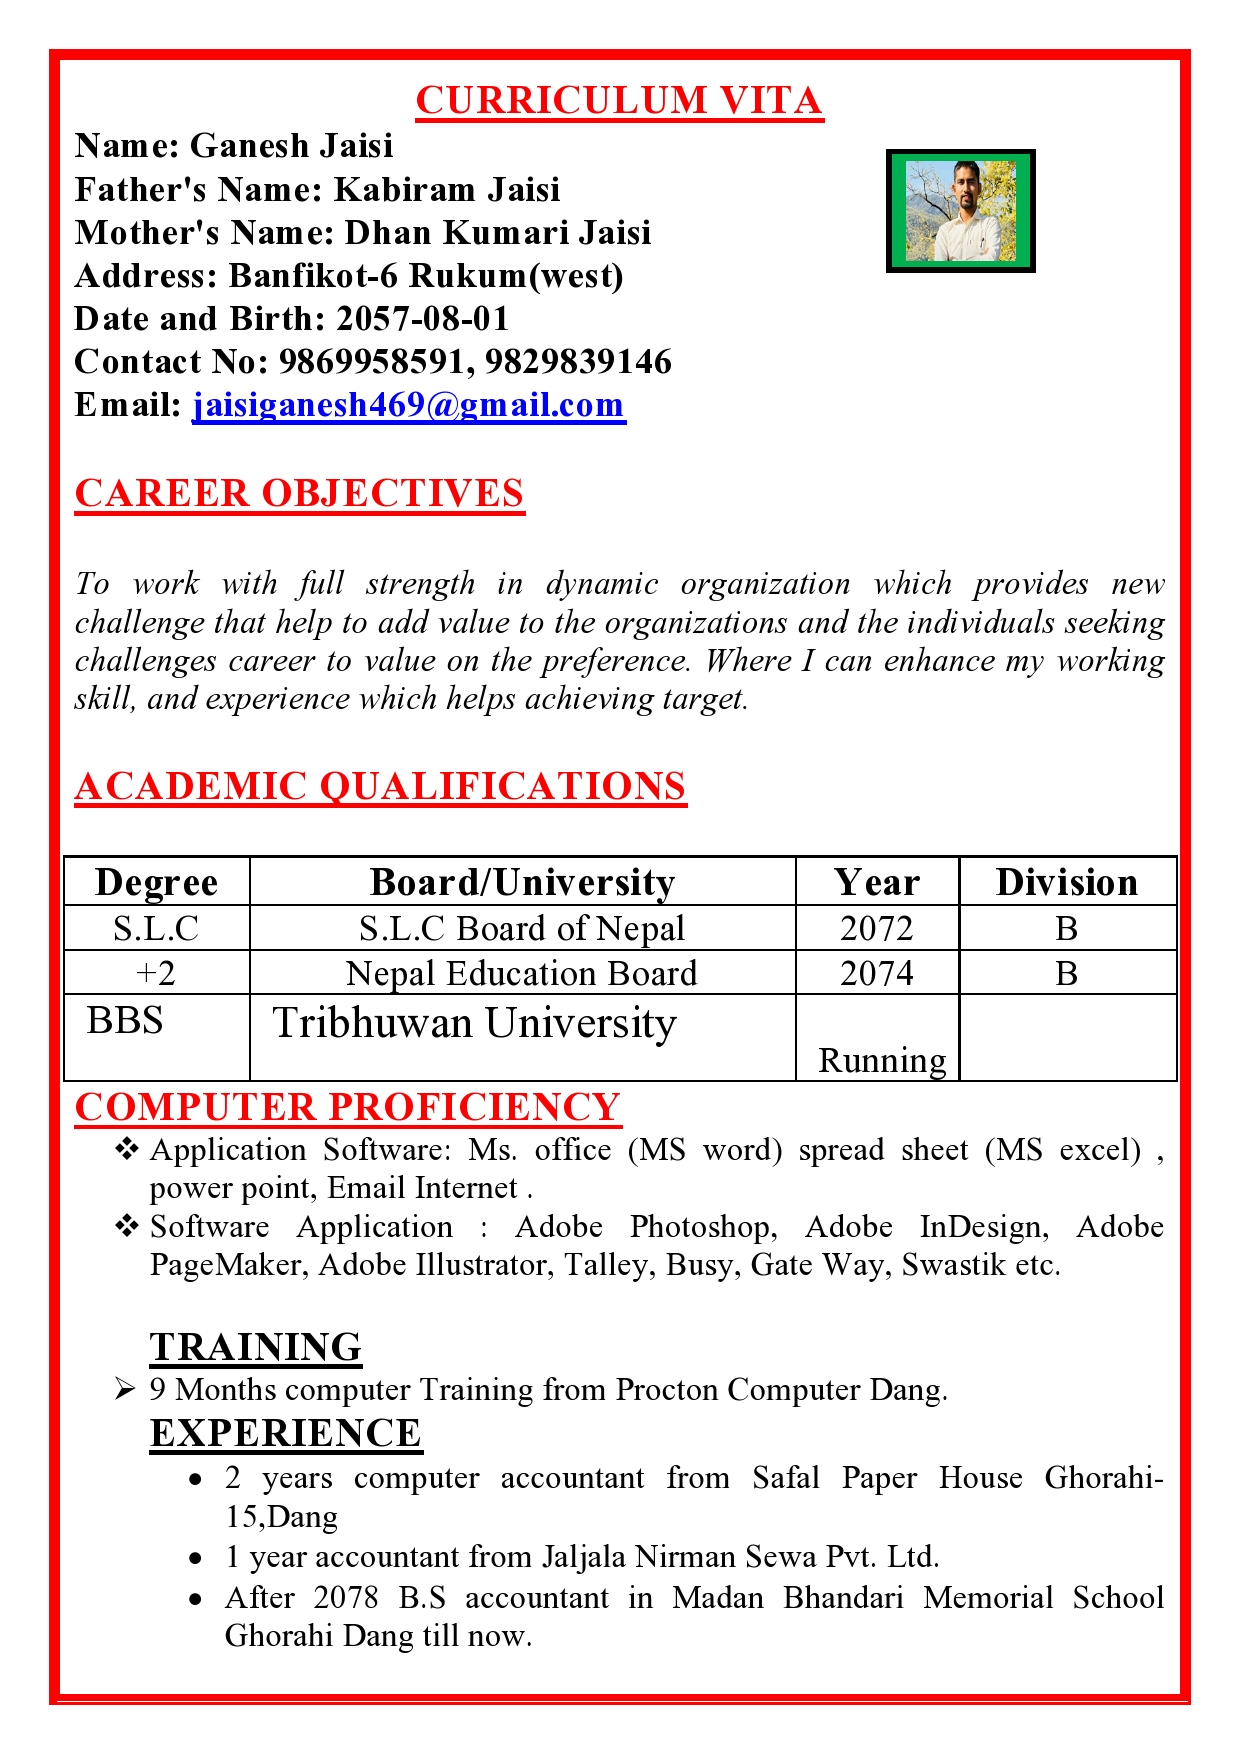 CURRICULUM VITA
Name: Ganesh Jaisi
Father's Name: Kabiram Jaisi
Mother's Name: Dhan Kumari Jaisi
Address: Banfikot-6 Rukum(west)
Date and Birth: 2057-08-01
Contact No: 9869958591, 9829839146
Email: jaisiganesh469@gmail.com
CAREER OBJECTIVES
To work with full strength in dynamic organization which provides new
challenge that help to add value to the organizations and the individuals seeking
challenges career to value on the preference. Where I can enhance my working
skill, and experience which helps achieving target.
ACADEMIC QUALIFICATIONS
Degree Board/University Year Division
S.L.C S.L.C Board of Nepal 2072 B
+2 Nepal Education Board 2074 B
BBS Tribhuwan University Running
COMPUTER PROFICIENCY
❖ Application Software: Ms. office (MS word) spread sheet (MS excel) ,
power point, Email Internet .
❖ Software Application : Adobe Photoshop, Adobe InDesign, Adobe
PageMaker, Adobe Illustrator, Talley, Busy, Gate Way, Swastik etc.
TRAINING
➢ 9 Months computer Training from Procton Computer Dang.
EXPERIENCE
• 2 years computer accountant from Safal Paper House Ghorahi-
15,Dang
• 1 year accountant from Jaljala Nirman Sewa Pvt. Ltd.
• After 2078 B.S accountant in Madan Bhandari Memorial School
Ghorahi Dang till now.